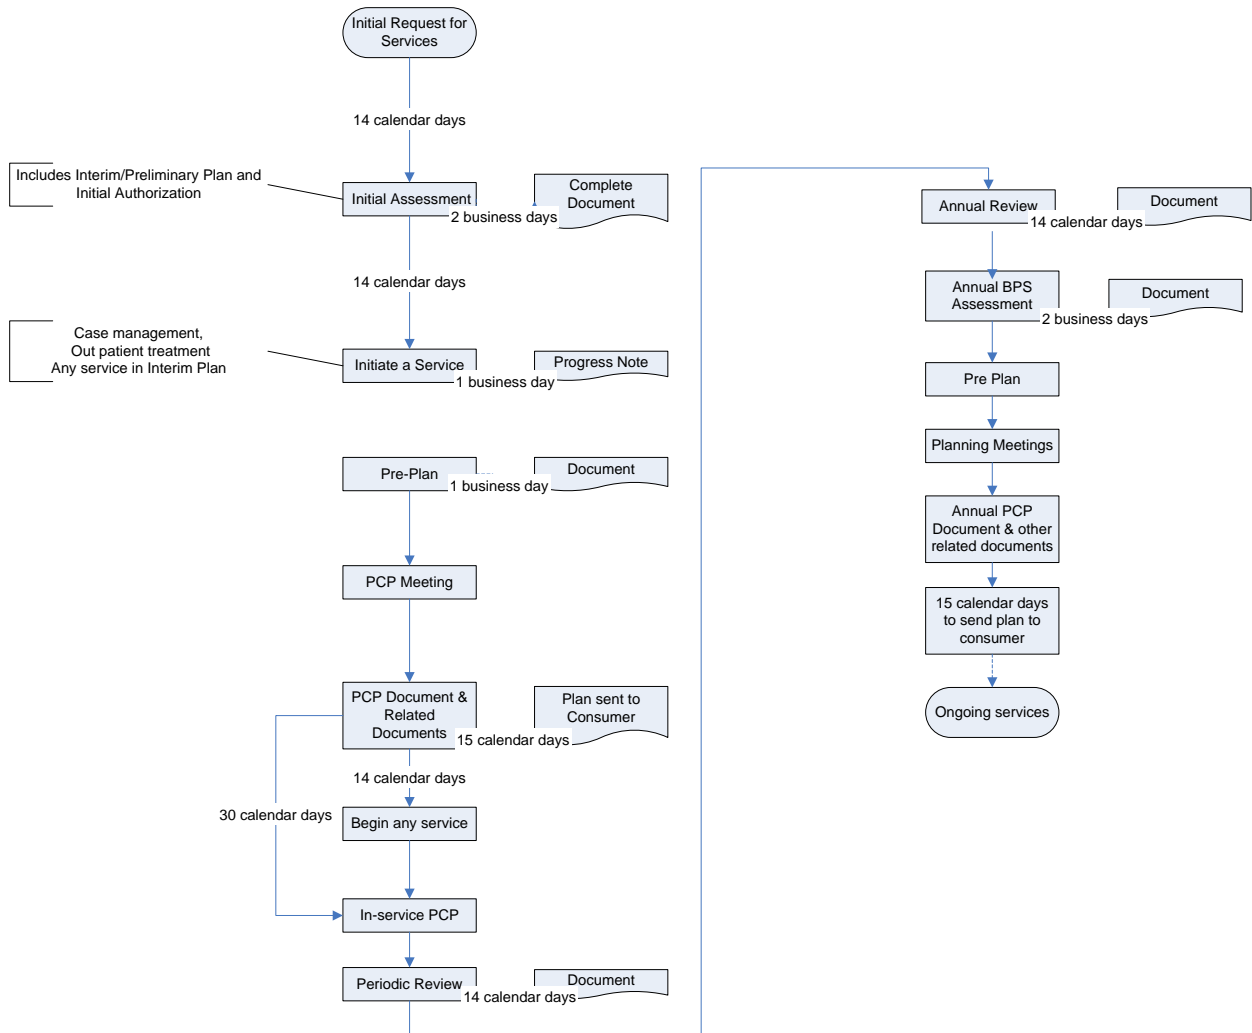 Initial Request for
Services
14 calendar days
Includes Interim/Preliminary Plan and
Initial Authorization
Initial Assessment
2 business days
Complete
Document
14 calendar days
Case management,
Out patient treatment
Any service in Interim Plan
Initiate a Service
1 business day
Progress Note
Pre-Plan
1 business day
Document
PCP Meeting
PCP Document &
Related
Documents
15 calendar days
Plan sent to
Consumer
14 calendar days
30 calendar days
Begin any service
In-service PCP
Periodic Review
14 calendar days
Document
Annual Review
14 calendar days
Document
Annual BPS
Assessment
2 business days
Document
Pre Plan
Planning Meetings
Annual PCP
Document & other
related documents
15 calendar days
to send plan to
consumer
Ongoing services